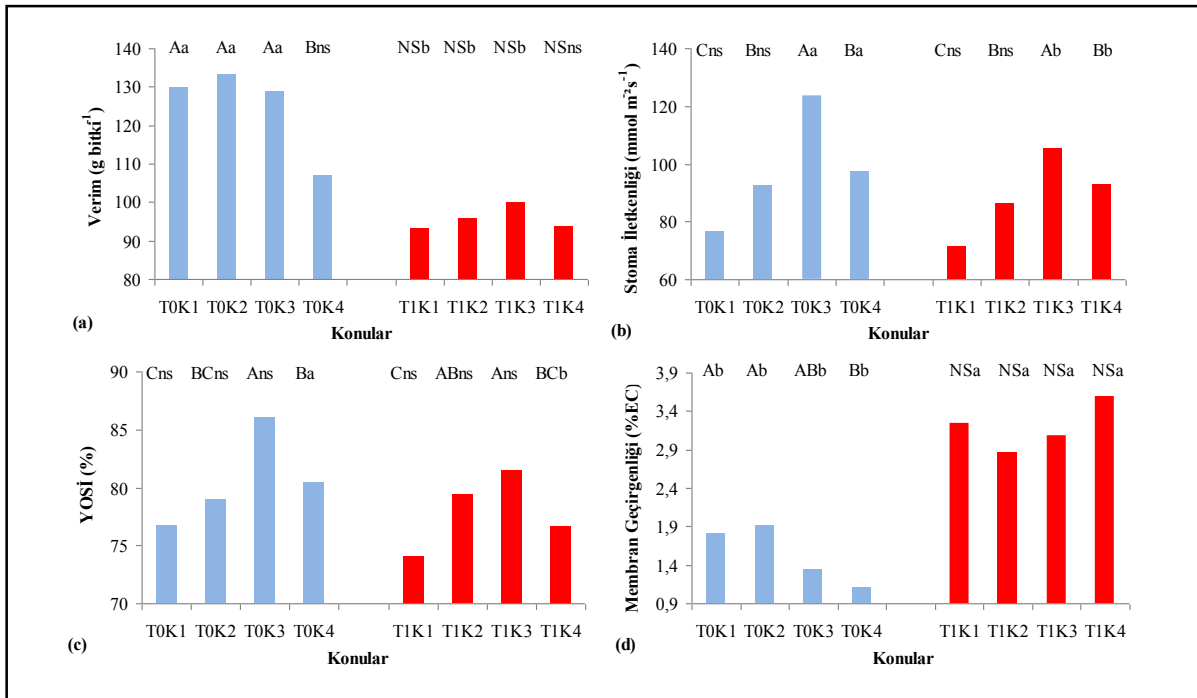 Aa Aa Aa Bns NSb NSb NSb NSns
140
130
120
110
100
90
80
Verim (g bitki⁻¹)
T0K1 T0K2 T0K3 T0K4 T1K1 T1K2 T1K3 T1K4
(a)
Konular
Cns Bns Aa Ba Cns Bns Ab Bb
140
120
100
80
60
Stoma İletkenliği (mmol m⁻²s⁻¹)
T0K1 T0K2 T0K3 T0K4 T1K1 T1K2 T1K3 T1K4
(b)
Konular
Cns BCns Ans Ba Cns ABns Ans BCb
90
85
80
75
70
YOSİ (%)
T0K1 T0K2 T0K3 T0K4 T1K1 T1K2 T1K3 T1K4
(c)
Konular
Ab Ab ABb Bb NSa NSa NSa NSa
3,9
3,4
2,9
2,4
1,9
1,4
0,9
Membran Geçirgenliği (%EC)
T0K1 T0K2 T0K3 T0K4 T1K1 T1K2 T1K3 T1K4
(d)
Konular